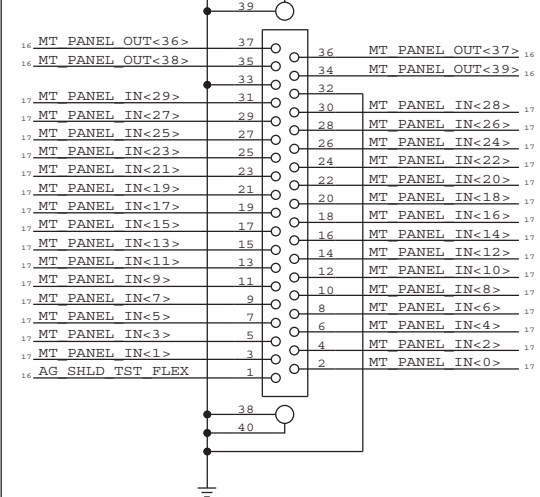 39
16 MT_PANEL_OUT<36> 37
36 MT_PANEL_OUT<37> 16
16 MT_PANEL_OUT<38> 35
34 MT_PANEL_OUT<39> 16
33
32
17 MT_PANEL_IN<29> 31
30 MT_PANEL_IN<28> 17
17 MT_PANEL_IN<27> 29
28 MT_PANEL_IN<26> 17
17 MT_PANEL_IN<25> 27
26 MT_PANEL_IN<24> 17
17 MT_PANEL_IN<23> 25
24 MT_PANEL_IN<22> 17
17 MT_PANEL_IN<21> 23
22 MT_PANEL_IN<20> 17
17 MT_PANEL_IN<19> 21
20 MT_PANEL_IN<18> 17
17 MT_PANEL_IN<17> 19
18 MT_PANEL_IN<16> 17
17 MT_PANEL_IN<15> 17
16 MT_PANEL_IN<14> 17
17 MT_PANEL_IN<13> 15
14 MT_PANEL_IN<12> 17
17 MT_PANEL_IN<11> 13
12 MT_PANEL_IN<10> 17
17 MT_PANEL_IN<9> 11
10 MT_PANEL_IN<8> 17
17 MT_PANEL_IN<7> 9
8 MT_PANEL_IN<6> 17
17 MT_PANEL_IN<5> 7
6 MT_PANEL_IN<4> 17
17 MT_PANEL_IN<3> 5
4 MT_PANEL_IN<2> 17
17 MT_PANEL_IN<1> 3
2 MT_PANEL_IN<0> 17
16 AG_SHLD_TST_FLEX 1
38
40